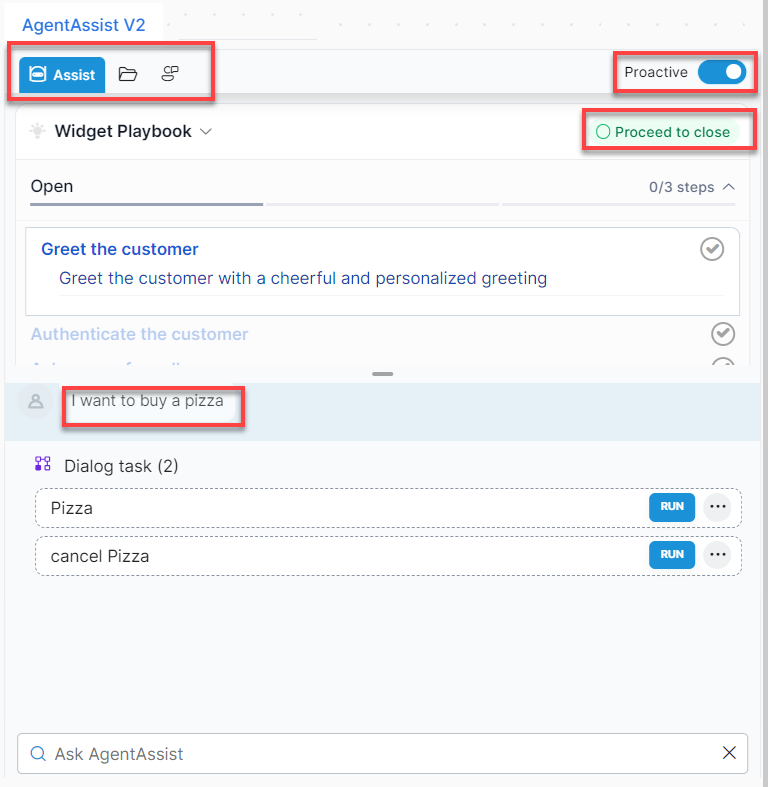 AgentAssist V2
Assist
Proactive
Widget Playbook
Proceed to close
Open
0/3 steps
Greet the customer
Greet the customer with a cheerful and personalized greeting
Authenticate the customer
I want to buy a pizza
Dialog task (2)
Pizza
RUN
cancel Pizza
RUN
Ask AgentAssist